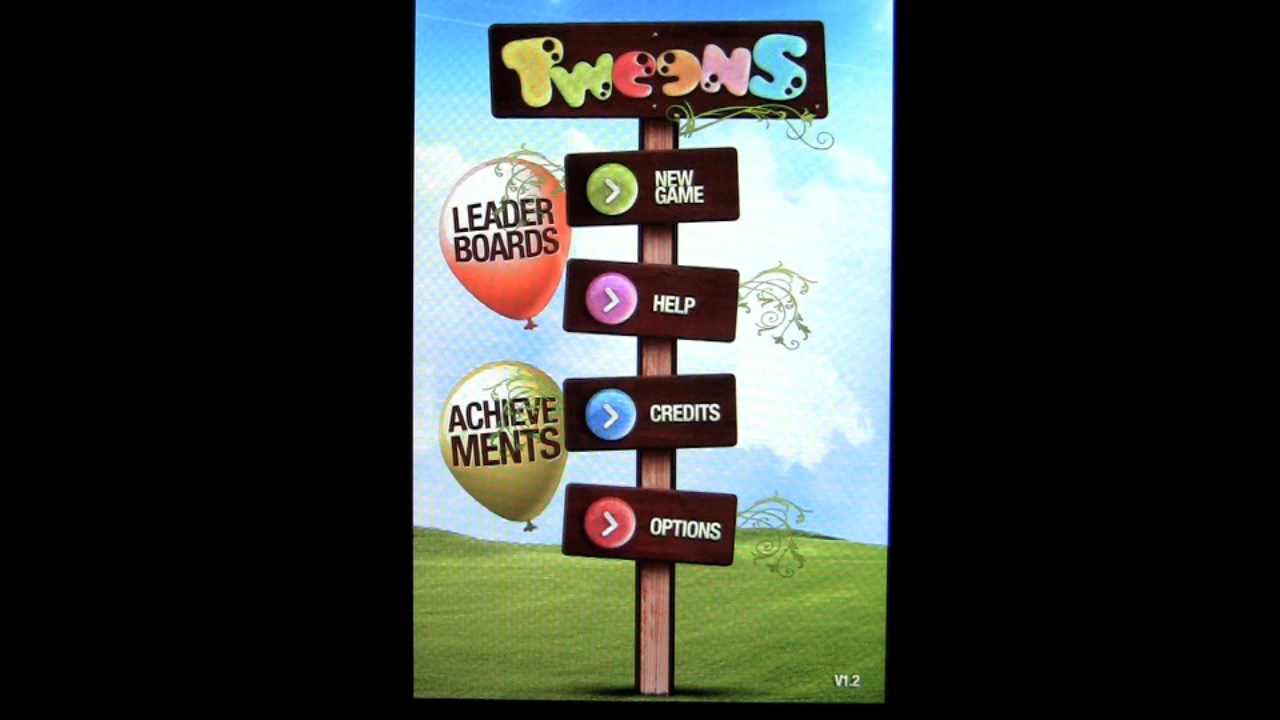 Tweens
NEW
GAME
LEADER
BOARDS
HELP
ACHIEVE
MENTS
CREDITS
OPTIONS
V1.2